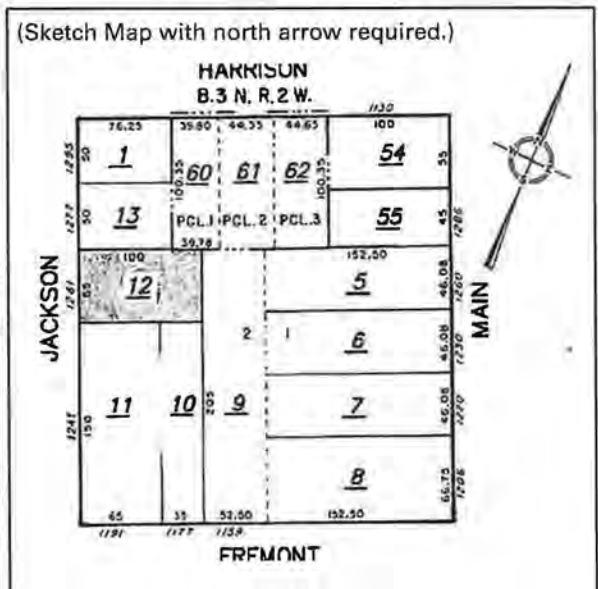 (Sketch Map with north arrow required.)
HARRISON
B.3 N. R.2 W.
1130
76.25 39.80 44.35 44.65 100
1295 50 1 100.35 60 61 62 100.35 54 55
1277 50 13 PCL.1 PCL.2 PCL.3 55 45 1286
39.78
100 152.50
JACKSON 1261 55 12 5 46.08 1260 MAIN
2 1 6 46.08 1230
1241 150 11 10 205 9 7 46.08 1220
8 66.75 1206
65 35 52.50 152.50
1191 1177 1159
FREMONT